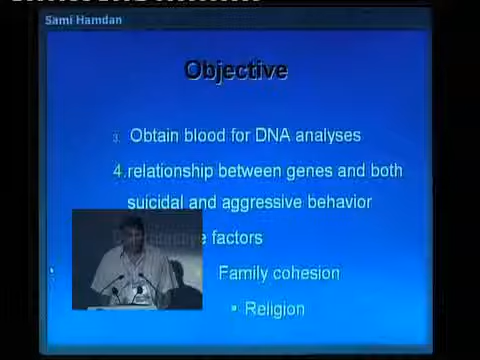 Sami Hamdan
Objective
3. Obtain blood for DNA analyses
4. relationship between genes and both
suicidal and aggressive behavior
factors
Family cohesion
▪ Religion